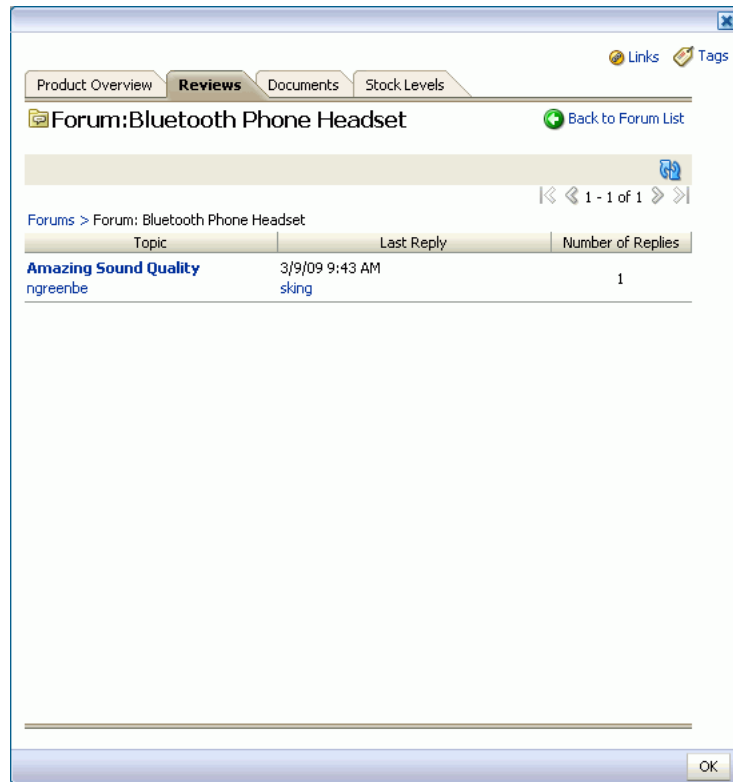 Links Tags
Product Overview Reviews Documents Stock Levels
Forum:Bluetooth Phone Headset Back to Forum List
1 - 1 of 1
Forums > Forum: Bluetooth Phone Headset
Topic Last Reply Number of Replies
Amazing Sound Quality 3/9/09 9:43 AM
1
ngreenbe sking
OK